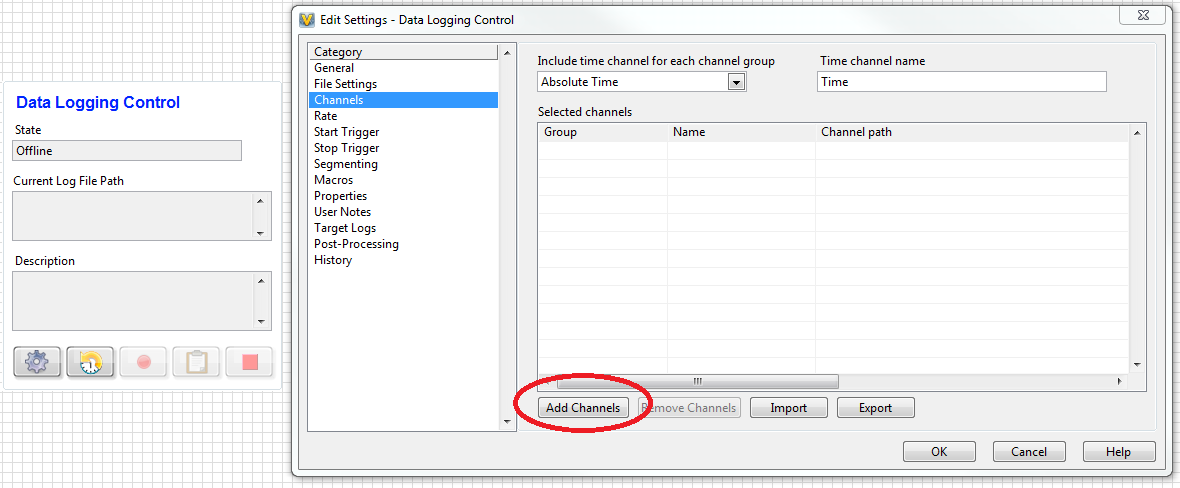 Data Logging Control
State
Offline
Current Log File Path
Description
Edit Settings - Data Logging Control
Category
General
File Settings
Channels
Rate
Start Trigger
Stop Trigger
Segmenting
Macros
Properties
User Notes
Target Logs
Post-Processing
History
Include time channel for each channel group
Time channel name
Absolute Time
Time
Selected channels
Group Name Channel path
Add Channels Remove Channels Import Export
OK Cancel Help